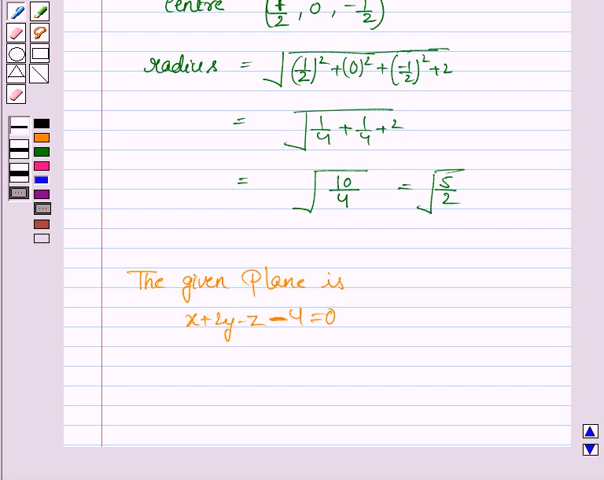 centre (1/2, 0, -1/2)
radius = √((1/2)² + (0)² + (-1/2)² + 2)
= √(1/4 + 1/4 + 2)
= √(10/4) = √(5/2)
The given Plane is
x+2y-z-4=0